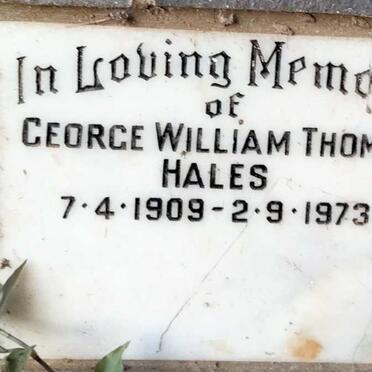 In Loving Memo
of
GEORGE WILLIAM THOM
HALES
7·4·1909-2·9·1973